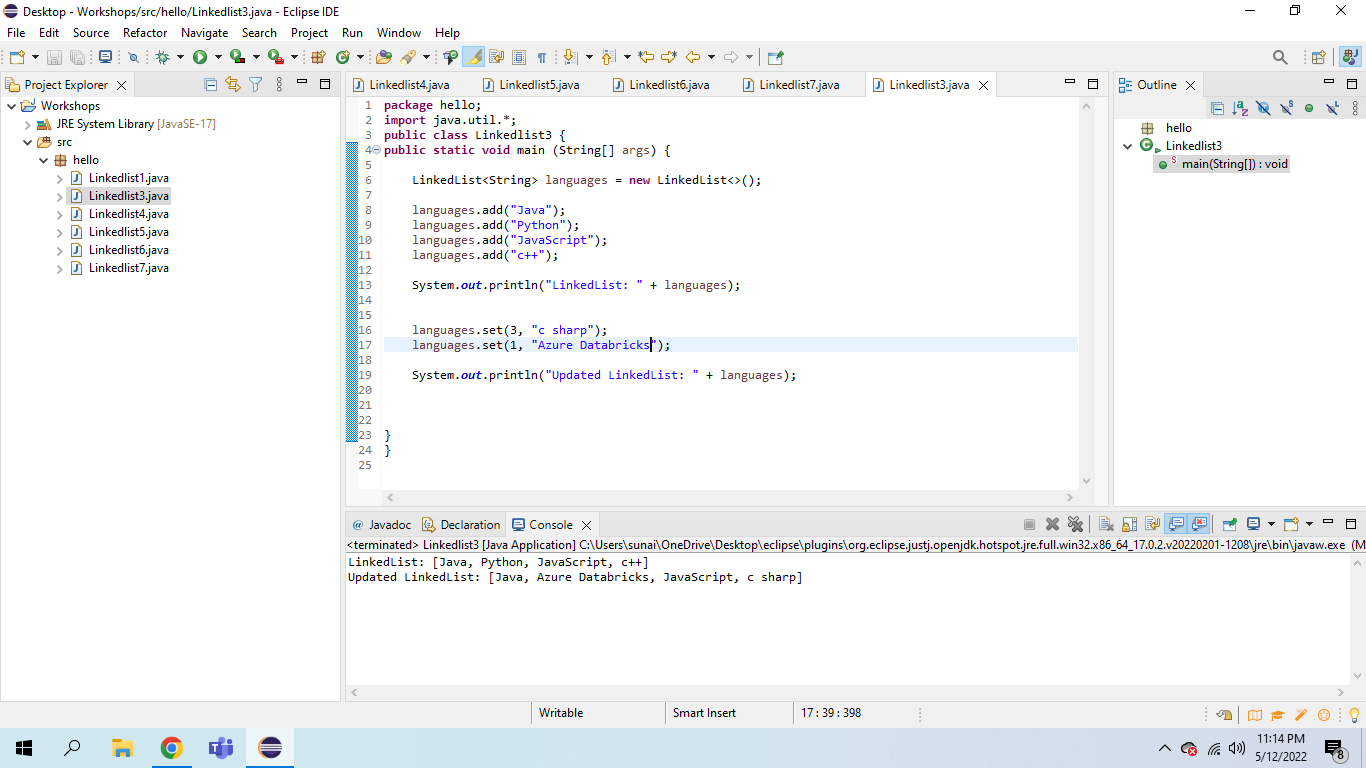 Desktop - Workshops/src/hello/Linkedlist3.java - Eclipse IDE
File Edit Source Refactor Navigate Search Project Run Window Help
Project Explorer
Workshops
JRE System Library [JavaSE-17]
src
hello
Linkedlist1.java
Linkedlist3.java
Linkedlist4.java
Linkedlist5.java
Linkedlist6.java
Linkedlist7.java
Linkedlist4.java Linkedlist5.java Linkedlist6.java Linkedlist7.java Linkedlist3.java
1 package hello;
2 import java.util.*;
3 public class Linkedlist3 {
4 public static void main (String[] args) {
5
6 LinkedList<String> languages = new LinkedList<>();
7
8 languages.add("Java");
9 languages.add("Python");
10 languages.add("JavaScript");
11 languages.add("c++");
12
13 System.out.println("LinkedList: " + languages);
14
15
16 languages.set(3, "c sharp");
17 languages.set(1, "Azure Databricks");
18
19 System.out.println("Updated LinkedList: " + languages);
20
21
22
23 }
24 }
25
Outline
hello
Linkedlist3
main(String[]) : void
@ Javadoc Declaration Console
<terminated> Linkedlist3 [Java Application] C:\Users\sunai\OneDrive\Desktop\eclipse\plugins\org.eclipse.justj.openjdk.hotspot.jre.full.win32.x86_64_17.0.2.v20220201-1208\jre\bin\javaw.exe (M
LinkedList: [Java, Python, JavaScript, c++]
Updated LinkedList: [Java, Azure Databricks, JavaScript, c sharp]
Writable Smart Insert 17 : 39 : 398
11:14 PM
5/12/2022
8